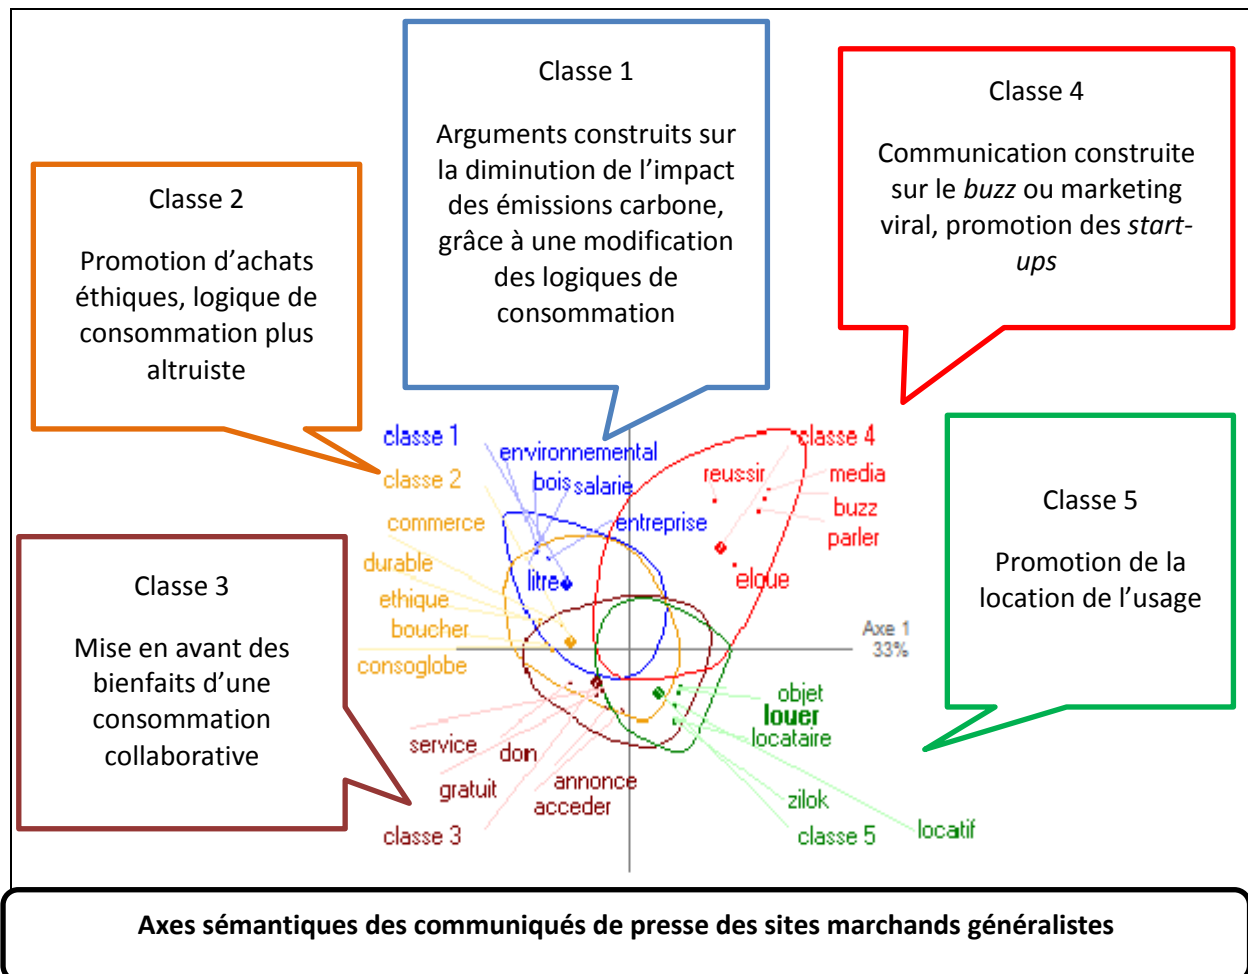 Classe 1
Arguments construits sur
la diminution de l’impact
des émissions carbone,
grâce à une modification
des logiques de
consommation
Classe 4
Communication construite
sur le buzz ou marketing
viral, promotion des start-
ups
Classe 2
Promotion d’achats
éthiques, logique de
consommation plus
altruiste
Classe 5
Promotion de la
location de l’usage
Classe 3
Mise en avant des
bienfaits d’une
consommation
collaborative
classe 1
environnemental
bois
salarie
entreprise
litre
classe 2
commerce
durable
ethique
boucher
consoglobe
classe 4
reussir
media
buzz
parler
eloue
Axe 1
33%
objet
louer
locataire
zilok
locatif
classe 5
service
don
gratuit
annonce
acceder
classe 3
Axes sémantiques des communiqués de presse des sites marchands généralistes